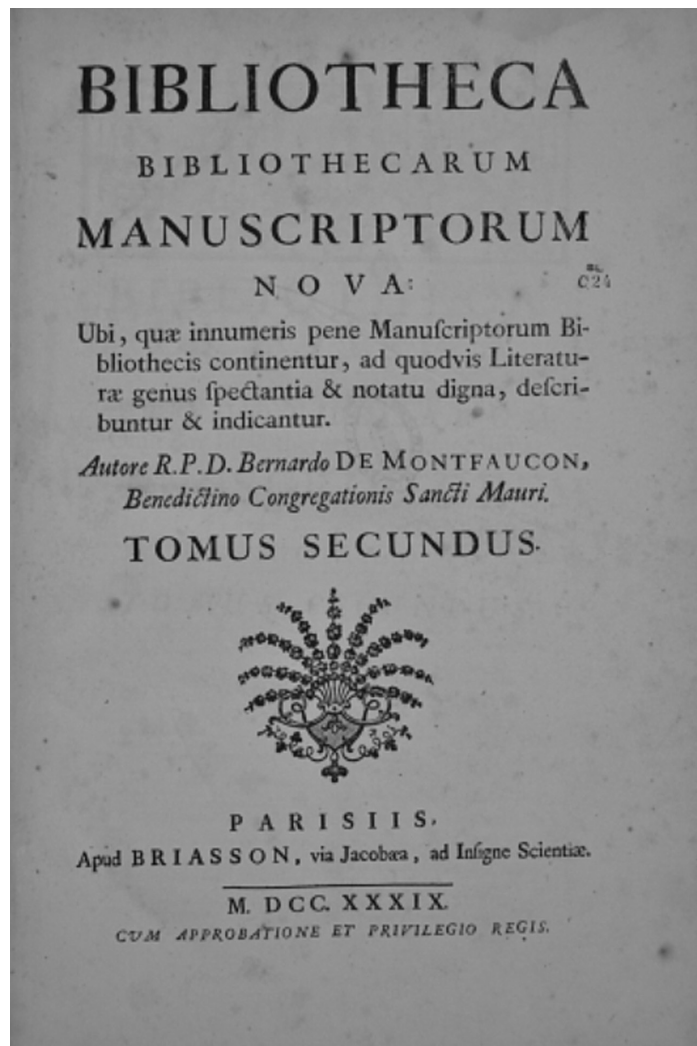 BIBLIOTHECA
BIBLIOTHECARUM
MANUSCRIPTORUM
NOVA:
C24
Ubi, quæ innumeris pene Manuſcriptorum Bi-
bliothecis continentur, ad quodvis Literatu-
ræ genus ſpectantia & notatu digna, deſcri-
buntur & indicantur.
Autore R.P.D. Bernardo DE MONTFAUCON,
Benedictino Congregationis Sancti Mauri.
TOMUS SECUNDUS.
PARISIIS,
Apud BRIASSON, via Jacobæa, ad Inſigne Scientiæ.
M. DCC. XXXIX.
CVM APPROBATIONE ET PRIVILEGIO REGIS.